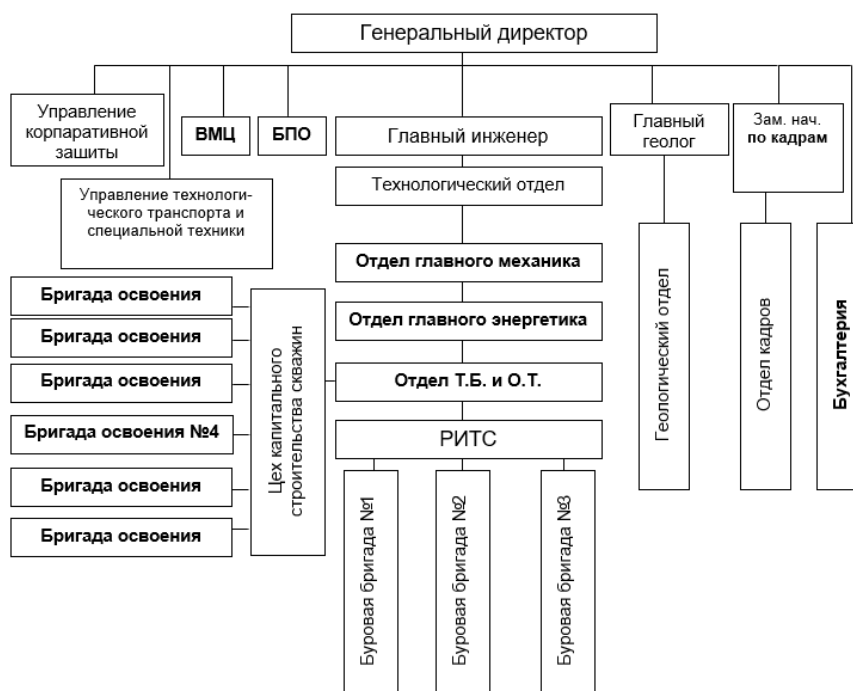 Генеральный директор
Управление
корпаративной
зашиты
ВМЦ
БПО
Главный инженер
Главный
геолог
Зам. нач.
по кадрам
Технологический отдел
Управление технологи-
ческого транспорта и
специальной техники
Отдел главного механика
Отдел главного энергетика
Отдел Т.Б. и О.Т.
РИТС
Бригада освоения
Бригада освоения
Бригада освоения
Бригада освоения №4
Бригада освоения
Бригада освоения
Цех капитального
строительства скважин
Буровая бригада №1
Буровая бригада №2
Буровая бригада №3
Геологический отдел
Отдел кадров
Бухгалтерия